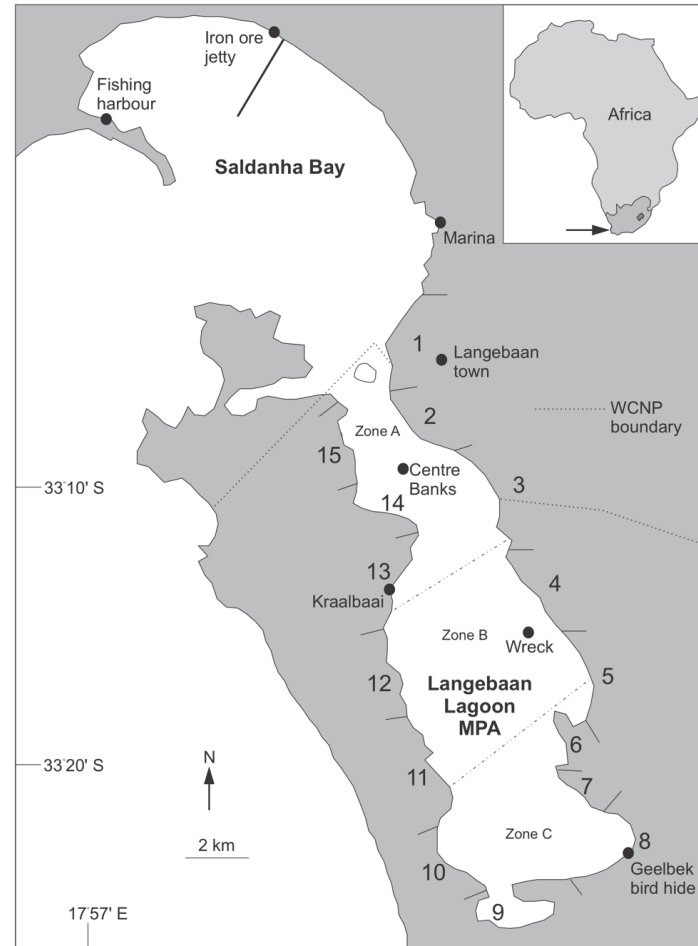 Iron ore
jetty
Fishing
harbour
Africa
Saldanha Bay
Marina
1
Langebaan
town
2
WCNP
boundary
Zone A
15
Centre
Banks
3
33°10' S
14
13
4
Kraalbaai
Zone B
Wreck
12
Langebaan
Lagoon
MPA
5
6
N
33°20' S
11
7
2 km
Zone C
8
10
Geelbek
bird hide
9
17°57' E